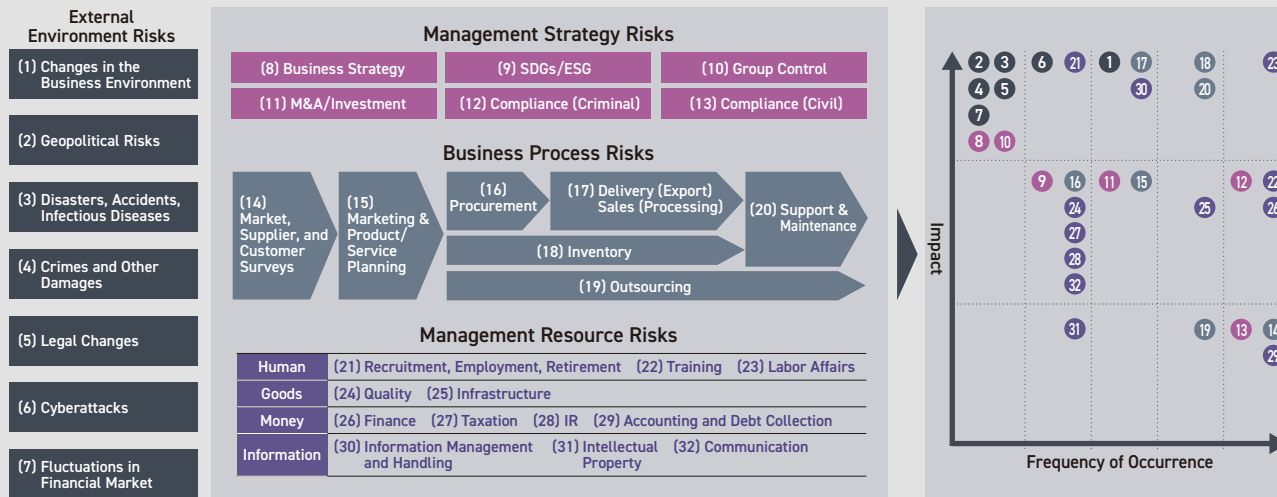 External
Environment Risks
(1) Changes in the
Business Environment
(2) Geopolitical Risks
(3) Disasters, Accidents,
Infectious Diseases
(4) Crimes and Other
Damages
(5) Legal Changes
(6) Cyberattacks
(7) Fluctuations in
Financial Market
Management Strategy Risks
(8) Business Strategy
(9) SDGs/ESG
(10) Group Control
(11) M&A/Investment
(12) Compliance (Criminal)
(13) Compliance (Civil)
Business Process Risks
(14)
Market,
Supplier, and
Customer
Surveys
(15)
Marketing &
Product/
Service
Planning
(16)
Procurement
(17) Delivery (Export)
Sales (Processing)
(18) Inventory
(19) Outsourcing
(20) Support &
Maintenance
Management Resource Risks
Human (21) Recruitment, Employment, Retirement (22) Training (23) Labor Affairs
Goods (24) Quality (25) Infrastructure
Money (26) Finance (27) Taxation (28) IR (29) Accounting and Debt Collection
Information (30) Information Management
and Handling
(31) Intellectual
Property
(32) Communication
Impact
2 3 6 21 1 17 18 23
4 5 30 20
7
8 10
9 16 11 15 12 22
24 25 26
27
28
32
31 19 13 14
29
Frequency of Occurrence